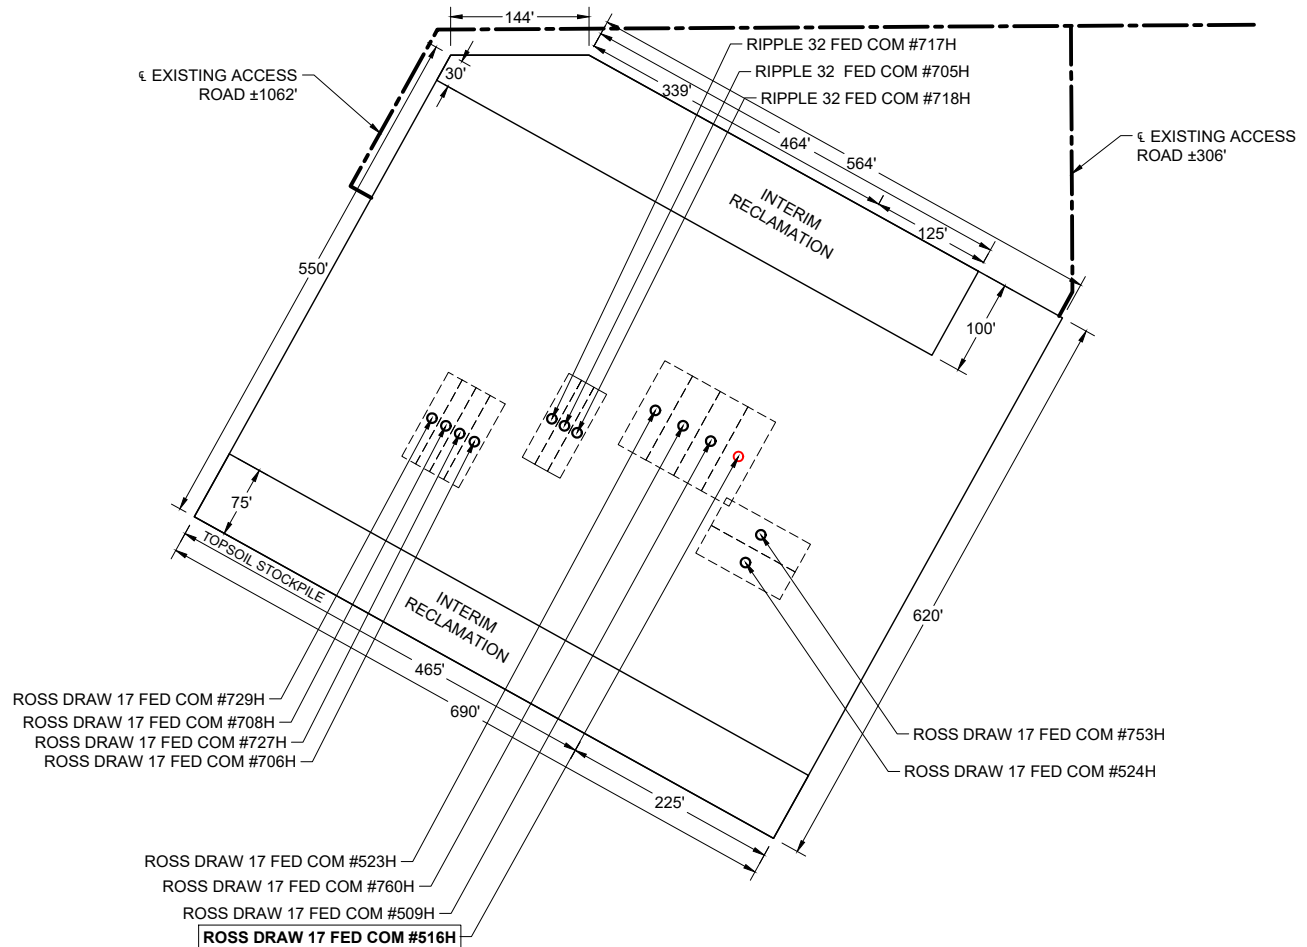 144'
RIPPLE 32 FED COM #717H
RIPPLE 32 FED COM #705H
RIPPLE 32 FED COM #718H
℄ EXISTING ACCESS
ROAD ±1062'
30'
339'
464'
564'
125'
℄ EXISTING ACCESS
ROAD ±306'
INTERIM
RECLAMATION
550'
100'
75'
TOPSOIL STOCKPILE
INTERIM
RECLAMATION
620'
465'
690'
225'
ROSS DRAW 17 FED COM #729H
ROSS DRAW 17 FED COM #708H
ROSS DRAW 17 FED COM #727H
ROSS DRAW 17 FED COM #706H
ROSS DRAW 17 FED COM #753H
ROSS DRAW 17 FED COM #524H
ROSS DRAW 17 FED COM #523H
ROSS DRAW 17 FED COM #760H
ROSS DRAW 17 FED COM #509H
ROSS DRAW 17 FED COM #516H